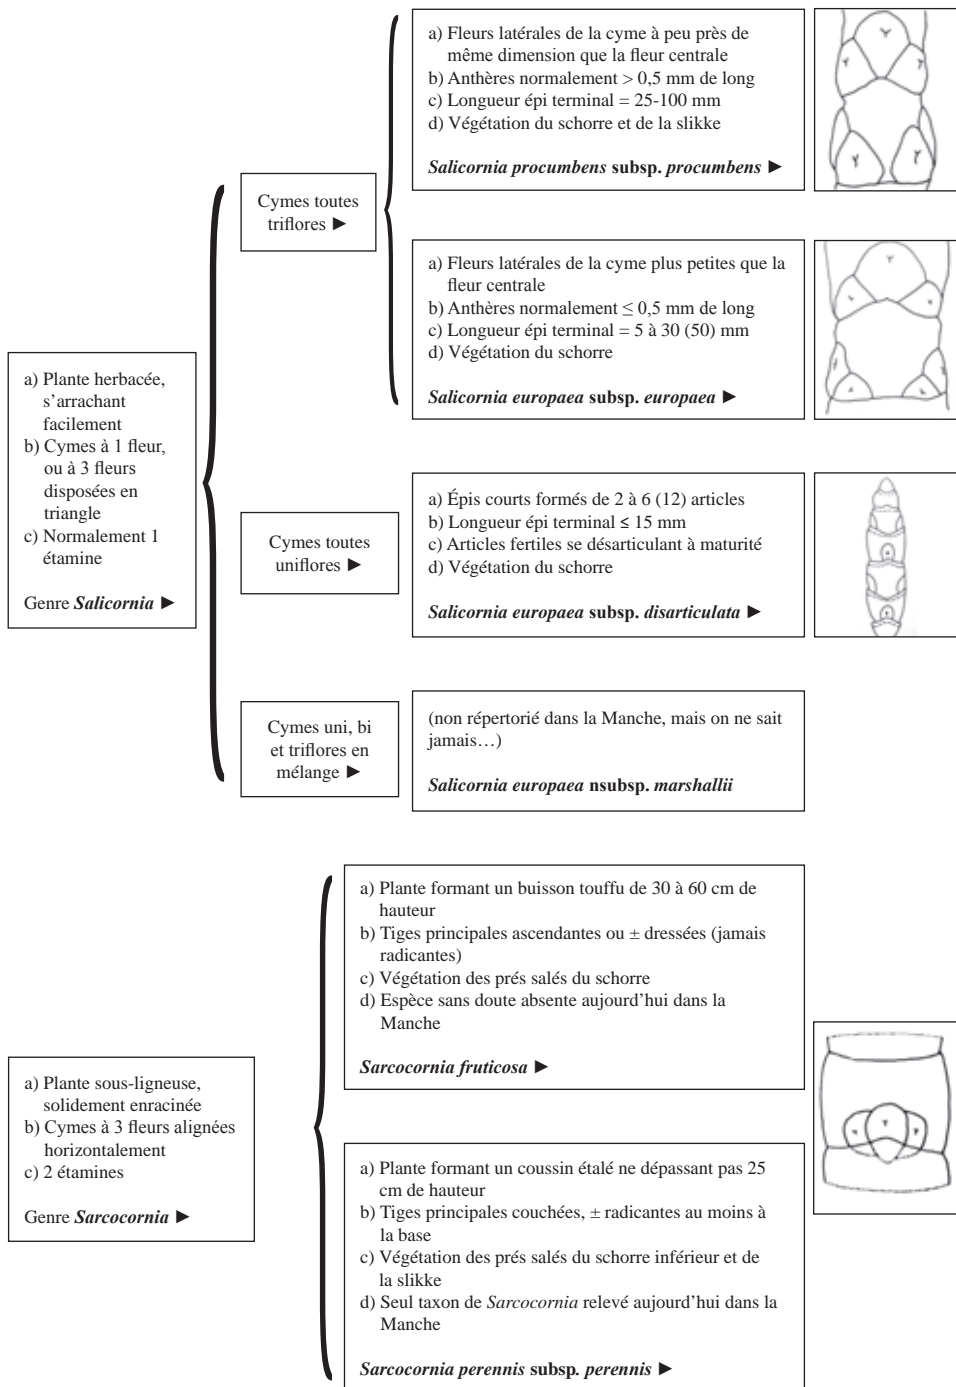 a) Plante herbacée,
s'arrachant
facilement
b) Cymes à 1 fleur,
ou à 3 fleurs
disposées en
triangle
c) Normalement 1
étamine
Genre Salicornia ►
Cymes toutes
triflores ►
a) Fleurs latérales de la cyme à peu près de
même dimension que la fleur centrale
b) Anthères normalement > 0,5 mm de long
c) Longueur épi terminal = 25-100 mm
d) Végétation du schorre et de la slikke
Salicornia procumbens subsp. procumbens ►
a) Fleurs latérales de la cyme plus petites que la
fleur centrale
b) Anthères normalement ≤ 0,5 mm de long
c) Longueur épi terminal = 5 à 30 (50) mm
d) Végétation du schorre
Salicornia europaea subsp. europaea ►
Cymes toutes
uniflores ►
a) Épis courts formés de 2 à 6 (12) articles
b) Longueur épi terminal ≤ 15 mm
c) Articles fertiles se désarticulant à maturité
d) Végétation du schorre
Salicornia europaea subsp. disarticulata ►
Cymes uni, bi
et triflores en
mélange ►
(non répertorié dans la Manche, mais on ne sait
jamais…)
Salicornia europaea nsubsp. marshallii
a) Plante sous-ligneuse,
solidement enracinée
b) Cymes à 3 fleurs alignées
horizontalement
c) 2 étamines
Genre Sarcocornia ►
a) Plante formant un buisson touffu de 30 à 60 cm de
hauteur
b) Tiges principales ascendantes ou ± dressées (jamais
radicantes)
c) Végétation des prés salés du schorre
d) Espèce sans doute absente aujourd'hui dans la
Manche
Sarcocornia fruticosa ►
a) Plante formant un coussin étalé ne dépassant pas 25
cm de hauteur
b) Tiges principales couchées, ± radicantes au moins à
la base
c) Végétation des prés salés du schorre inférieur et de
la slikke
d) Seul taxon de Sarcocornia relevé aujourd'hui dans la
Manche
Sarcocornia perennis subsp. perennis ►